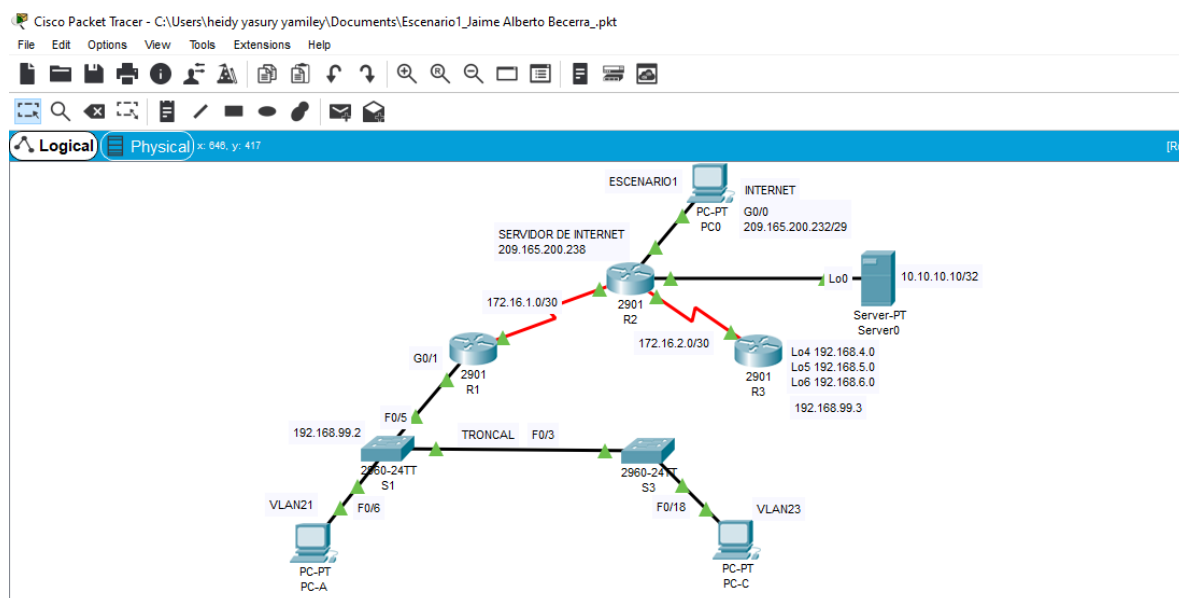 Cisco Packet Tracer - C:\Users\heidy yasury yamiley\Documents\Escenario1_Jaime Alberto Becerra_.pkt
File Edit Options View Tools Extensions Help
Logical Physical x: 646, y: 417
ESCENARIO1
PC-PT
PC0
INTERNET
G0/0
209.165.200.232/29
SERVIDOR DE INTERNET
209.165.200.238
2901
R2
Lo0
10.10.10.10/32
Server-PT
Server0
172.16.1.0/30
172.16.2.0/30
G0/1
2901
R1
2901
R3
Lo4 192.168.4.0
Lo5 192.168.5.0
Lo6 192.168.6.0
192.168.99.3
F0/5
192.168.99.2
TRONCAL F0/3
2960-24TT
S1
2960-24TT
S3
VLAN21
F0/6
F0/18
VLAN23
PC-PT
PC-A
PC-PT
PC-C